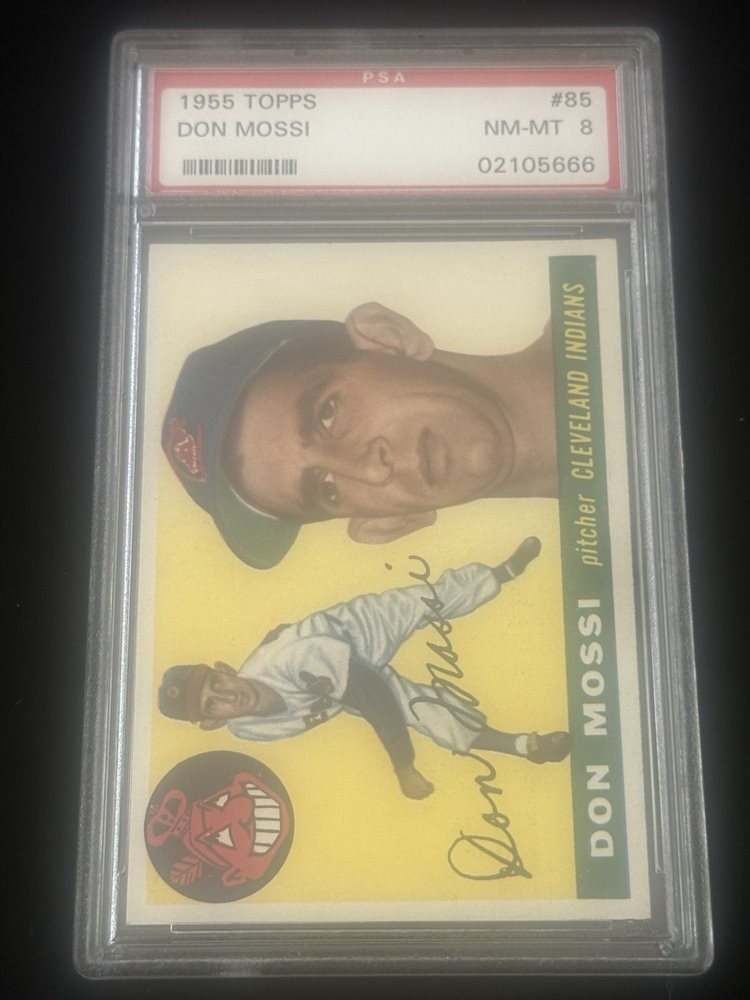 PSA
1955 TOPPS #85
DON MOSSI NM-MT 8
02105666
DON MOSSI pitcher CLEVELAND INDIANS
Don Mossi